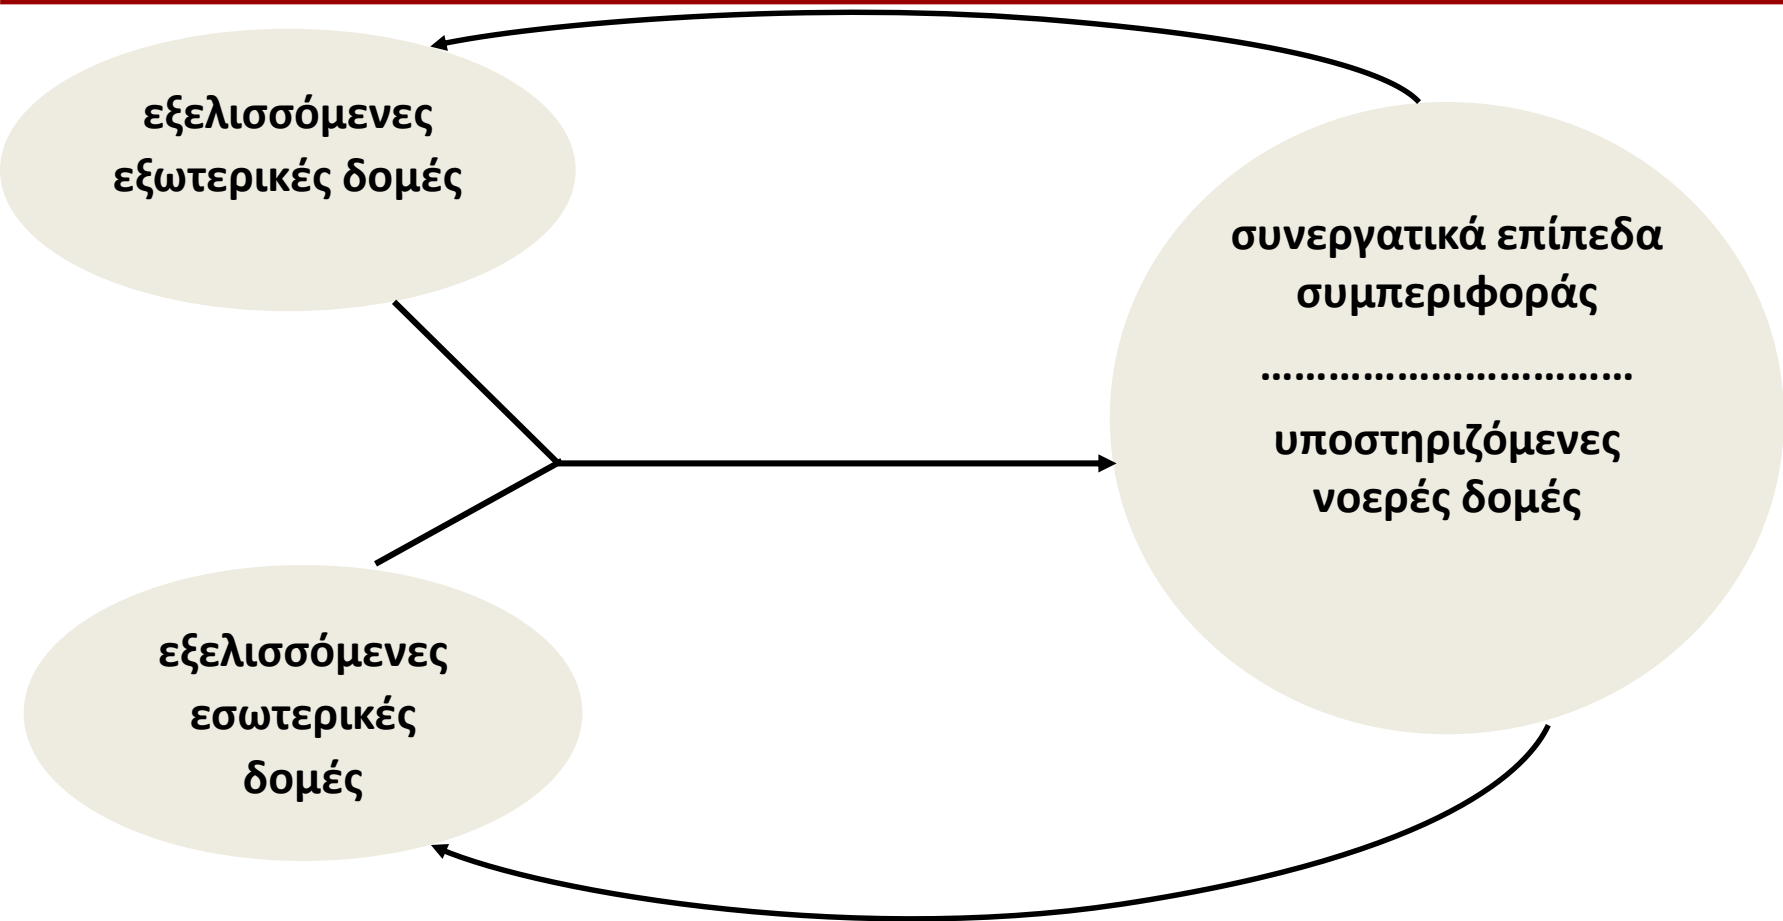 εξελισσόμενες
εξωτερικές δομές
συνεργατικά επίπεδα
συμπεριφοράς
.................................
υποστηριζόμενες
νοερές δομές
εξελισσόμενες
εσωτερικές
δομές